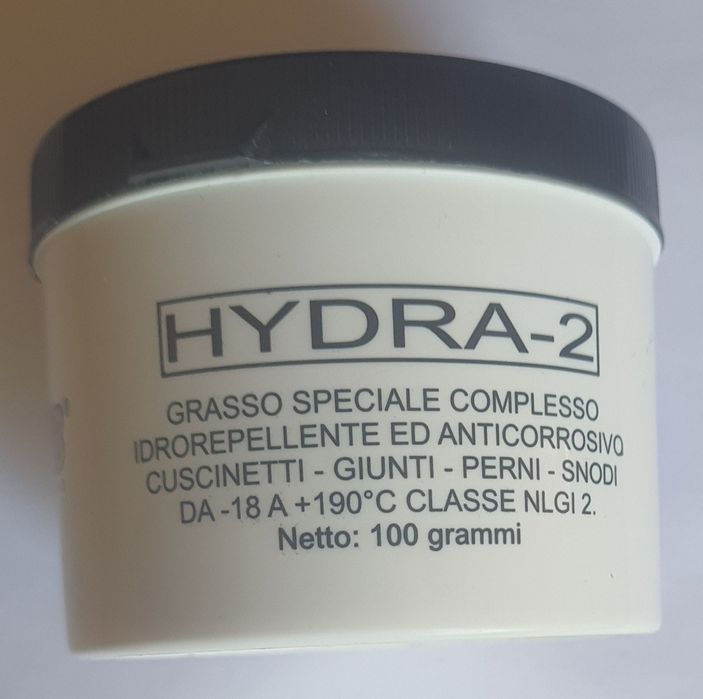 HYDRA-2
GRASSO SPECIALE COMPLESSO
IDROREPELLENTE ED ANTICORROSIVO
CUSCINETTI - GIUNTI - PERNI - SNODI
DA -18 A +190°C CLASSE NLGI 2.
Netto: 100 grammi